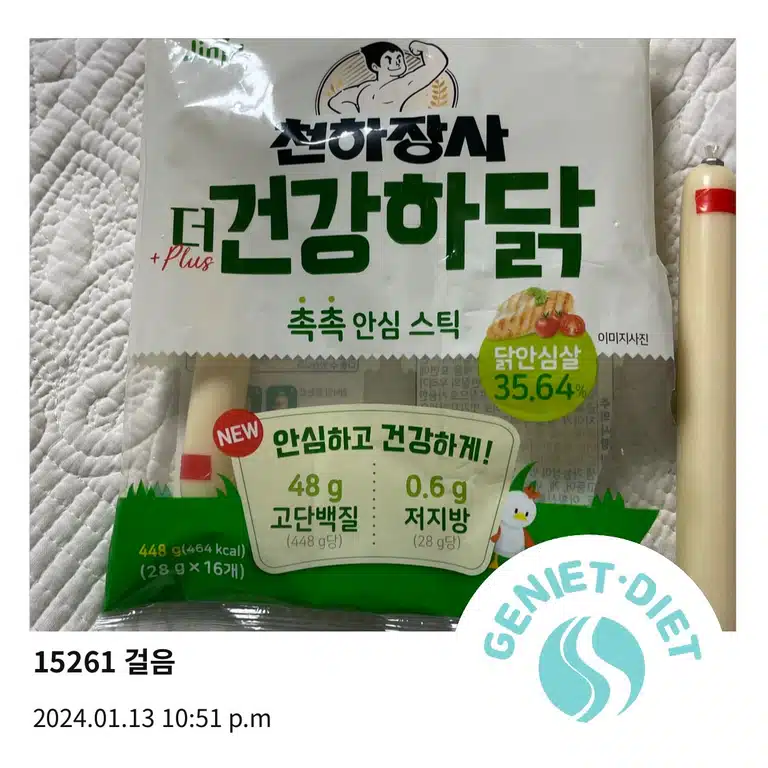 Jinju
천하장사
더
+Plus
건강하닭
촉촉 안심 스틱
이미지사진
닭안심살
35.64%
NEW
안심하고 건강하게!
48 g
고단백질
(448 g당)
0.6 g
저지방
(28 g당)
448 g(464 kcal)
(28 g×16개)
GENIET·DIET
15261 걸음
2024.01.13 10:51 p.m